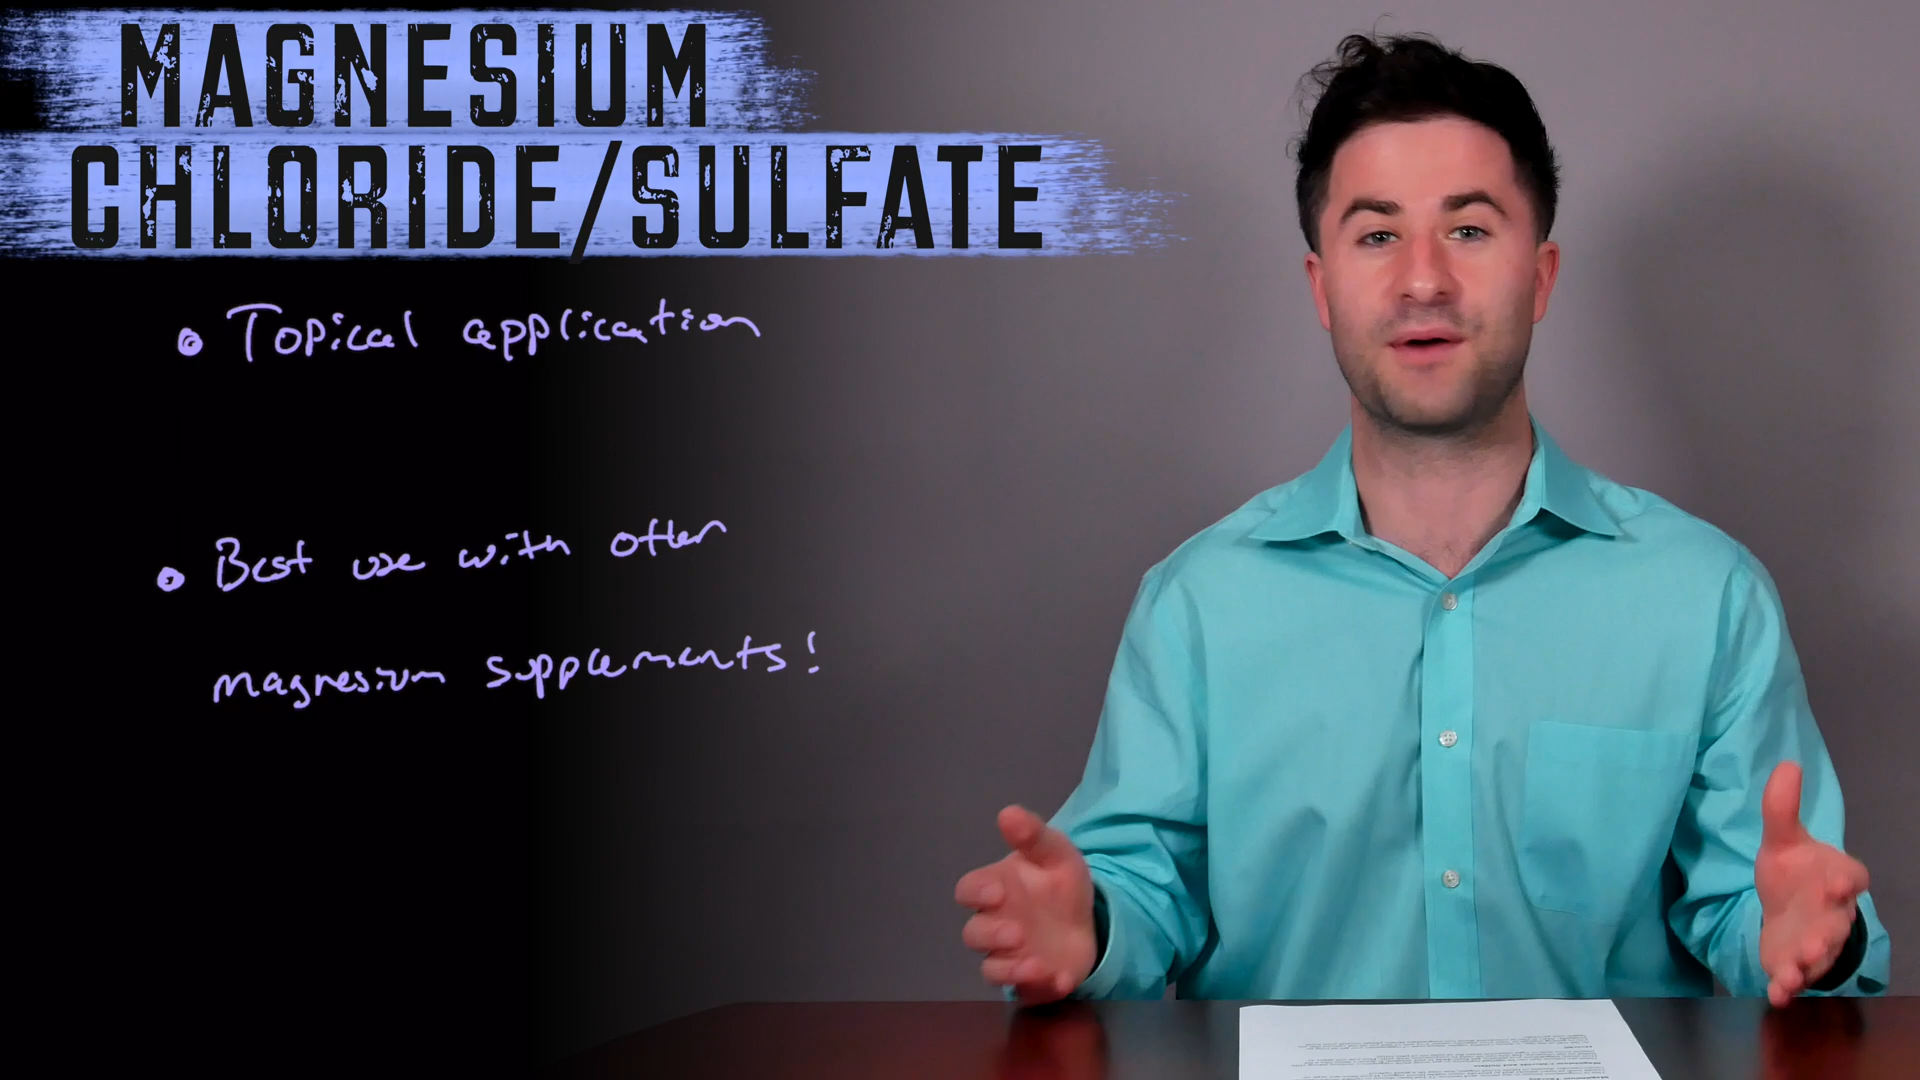 MAGNESIUM
CHLORIDE/SULFATE
Topical application
Best use with other
magnesium supplements!